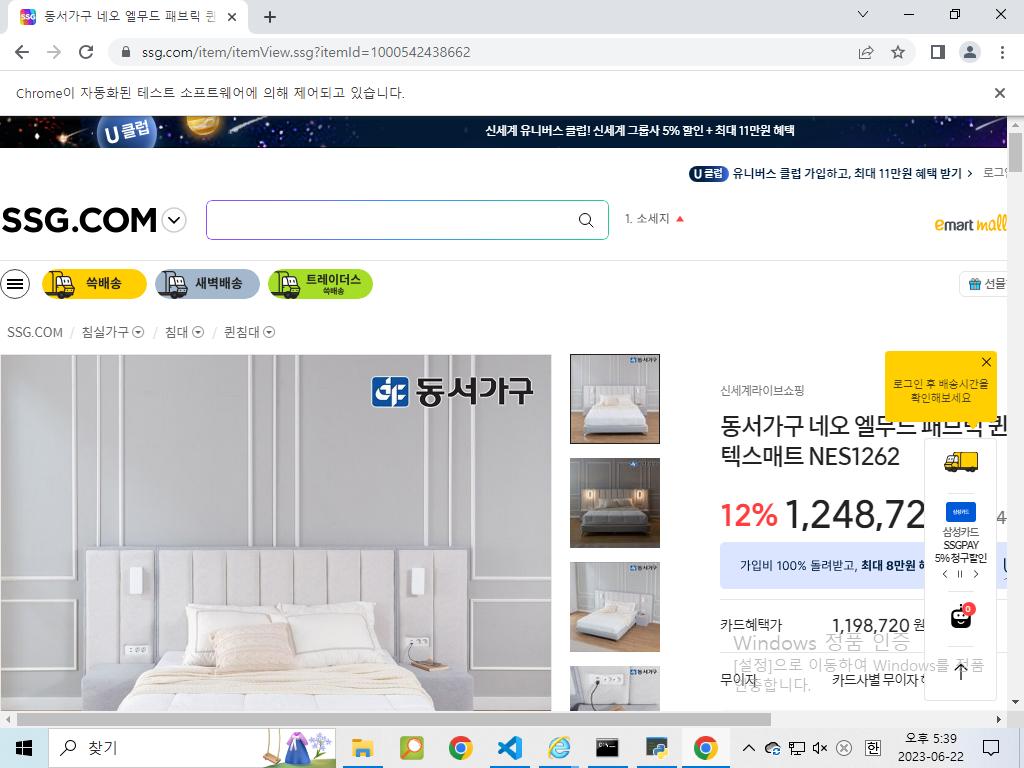 동서가구 네오 엘무드 패브릭 퀸
ssg.com/item/itemView.ssg?itemId=1000542438662
Chrome이 자동화된 테스트 소프트웨어에 의해 제어되고 있습니다.
U 클럽
신세계 유니버스 클럽! 신세계 그룹사 5% 할인 + 최대 11만원 혜택
U 클럽 유니버스 클럽 가입하고, 최대 11만원 혜택 받기
SSG.COM
1. 소세지
emart mall
쓱배송
새벽배송
트레이더스
쓱배송
선물
SSG.COM / 침실가구 / 침대 / 퀸침대
동서가구
신세계라이브쇼핑
로그인 후 배송시간을
확인해보세요
동서가구 네오 엘무드 패브릭 퀸
텍스매트 NES1262
12% 1,248,72
삼성카드
삼성카드
SSGPAY
5% 청구할인
가입비 100% 돌려받고, 최대 8만원
0
카드혜택가 1,198,720 원
Windows 정품 인증
[설정]으로 이동하여 Windows를 정품
인증합니다.
무이자 카드사별 무이자
찾기
한
오후 5:39
2023-06-22